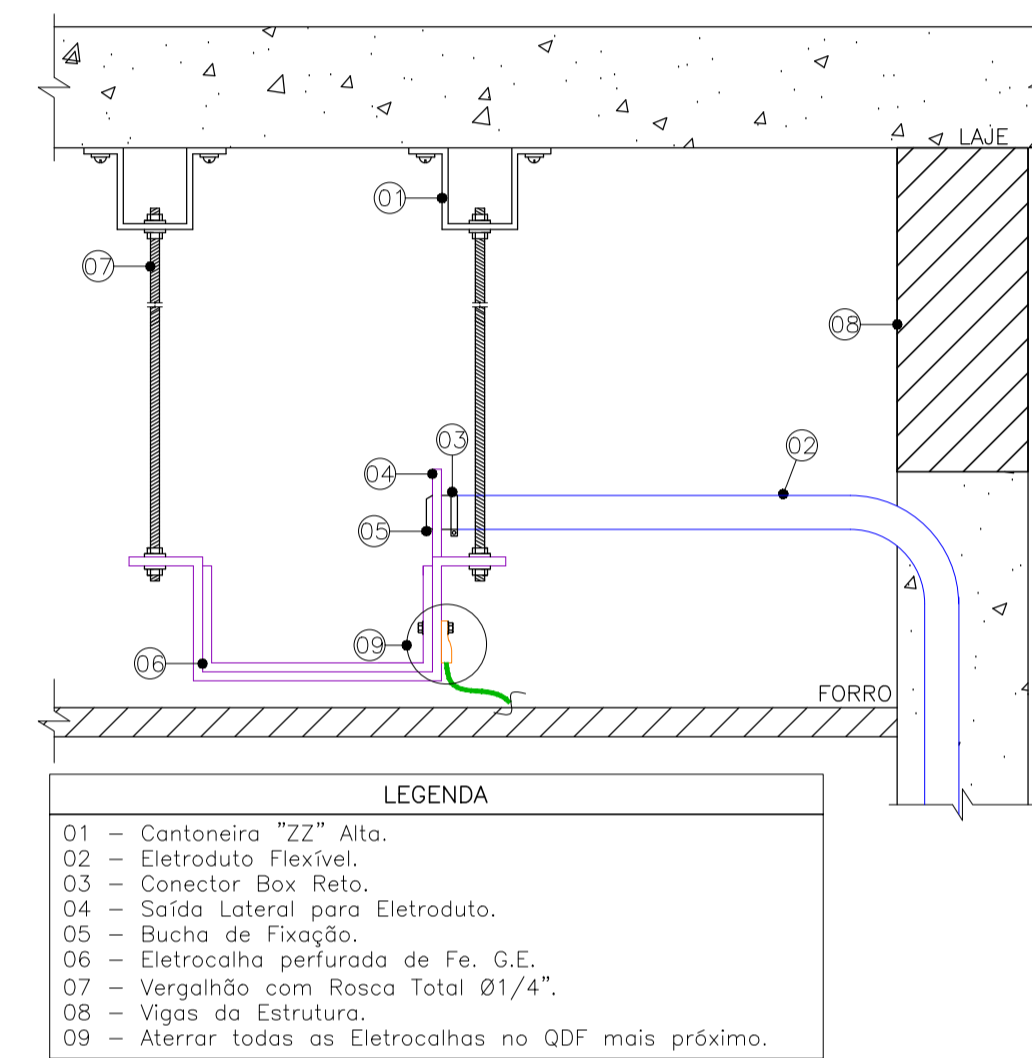 LAJE
01
07
08
03
02
04
05
09
06
FORRO
LEGENDA
01 – Cantoneira "ZZ" Alta.
02 – Eletroduto Flexível.
03 – Conector Box Reto.
04 – Saída Lateral para Eletroduto.
05 – Bucha de Fixação.
06 – Eletrocalha perfurada de Fe. G.E.
07 – Vergalhão com Rosca Total Ø1/4".
08 – Vigas da Estrutura.
09 – Aterrar todas as Eletrocalhas no QDF mais próximo.